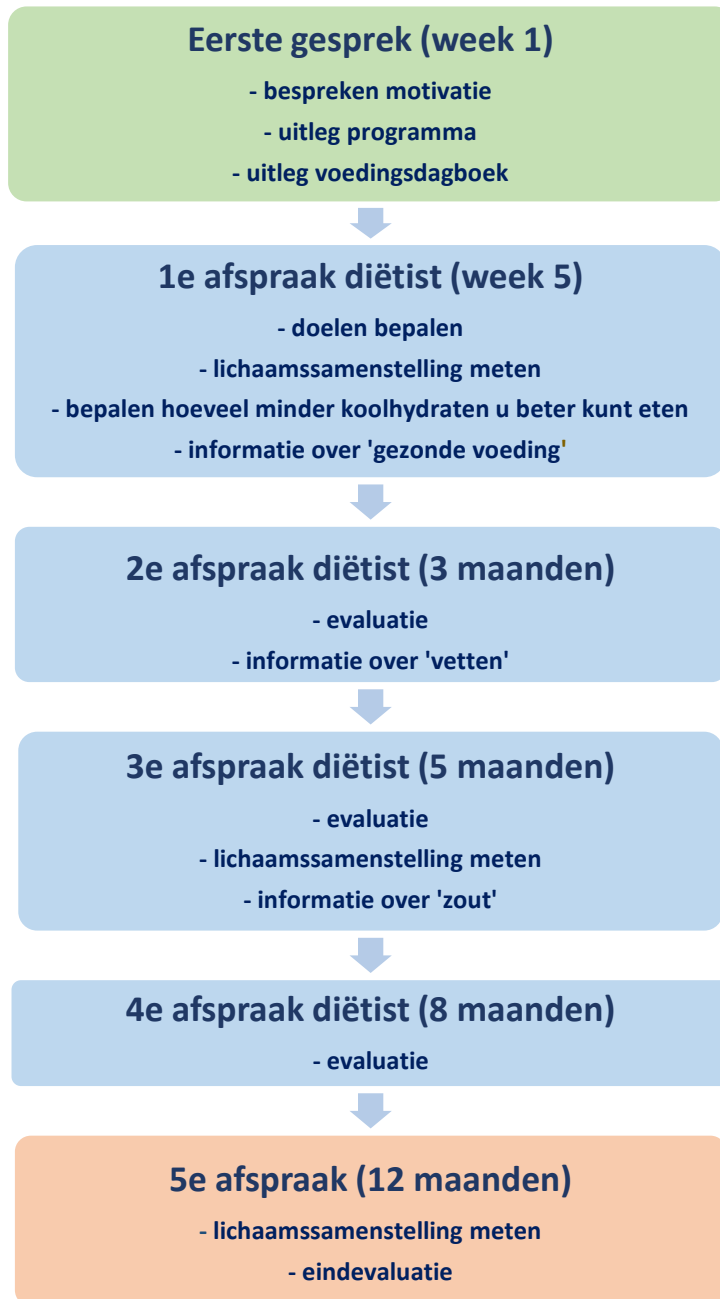 Eerste gesprek (week 1)
- bespreken motivatie
- uitleg programma
- uitleg voedingsdagboek
1e afspraak diëtist (week 5)
- doelen bepalen
- lichaamssamenstelling meten
- bepalen hoeveel minder koolhydraten u beter kunt eten
- informatie over 'gezonde voeding'
2e afspraak diëtist (3 maanden)
- evaluatie
- informatie over 'vetten'
3e afspraak diëtist (5 maanden)
- evaluatie
- lichaamssamenstelling meten
- informatie over 'zout'
4e afspraak diëtist (8 maanden)
- evaluatie
5e afspraak (12 maanden)
- lichaamssamenstelling meten
- eindevaluatie